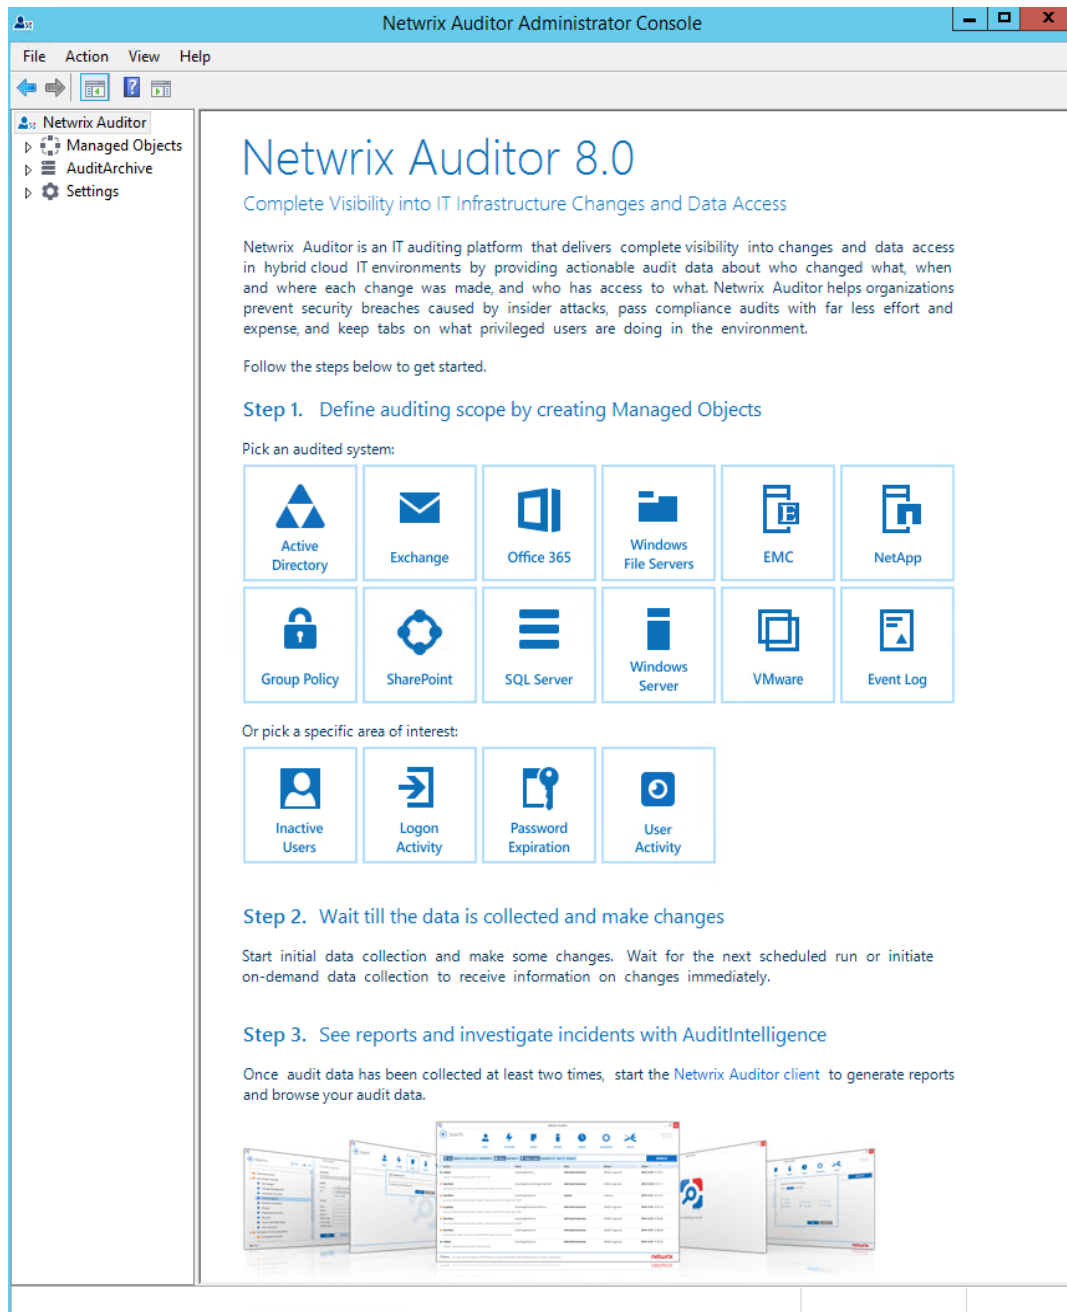 Netwrix Auditor Administrator Console
File Action View Help
Netwrix Auditor
Managed Objects
AuditArchive
Settings
Netwrix Auditor 8.0
Complete Visibility into IT Infrastructure Changes and Data Access
Netwrix Auditor is an IT auditing platform that delivers complete visibility into changes and data access
in hybrid cloud IT environments by providing actionable audit data about who changed what, when
and where each change was made, and who has access to what. Netwrix Auditor helps organizations
prevent security breaches caused by insider attacks, pass compliance audits with far less effort and
expense, and keep tabs on what privileged users are doing in the environment.
Follow the steps below to get started.
Step 1. Define auditing scope by creating Managed Objects
Pick an audited system:
Active
Directory
Exchange
Office 365
Windows
File Servers
EMC
NetApp
Group Policy
SharePoint
SQL Server
Windows
Server
VMware
Event Log
Or pick a specific area of interest:
Inactive
Users
Logon
Activity
Password
Expiration
User
Activity
Step 2. Wait till the data is collected and make changes
Start initial data collection and make some changes. Wait for the next scheduled run or initiate
on-demand data collection to receive information on changes immediately.
Step 3. See reports and investigate incidents with AuditIntelligence
Once audit data has been collected at least two times, start the Netwrix Auditor client to generate reports
and browse your audit data.
Search
netwrix